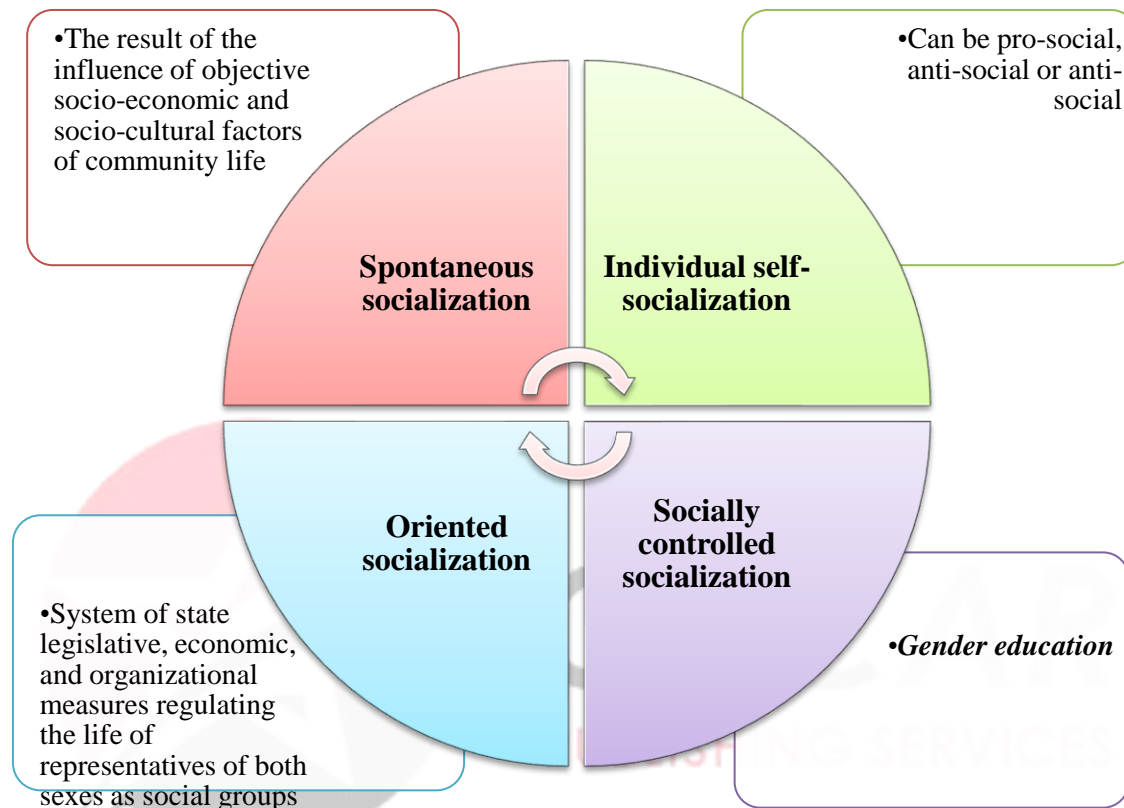 •The result of the
influence of objective
socio-economic and
socio-cultural factors
of community life
•Can be pro-social,
anti-social or anti-
social
Spontaneous
socialization
Individual self-
socialization
Oriented
socialization
Socially
controlled
socialization
•System of state
legislative, economic,
and organizational
measures regulating
the life of
representatives of both
sexes as social groups
•Gender education
ING SERVICES